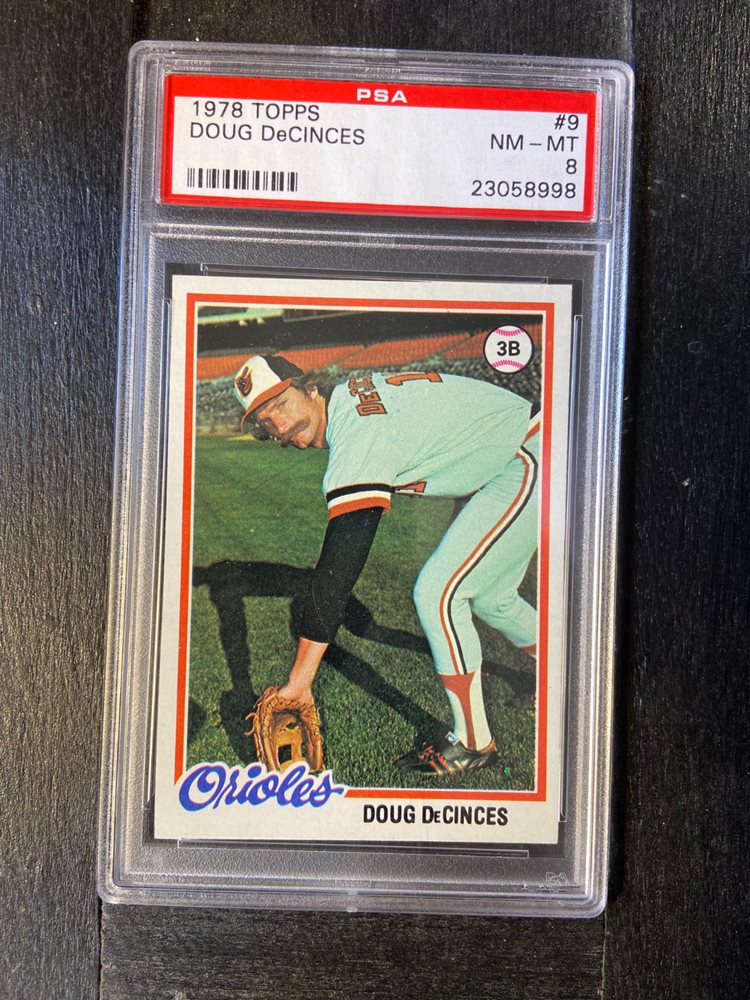 PSA
1978 TOPPS #9
DOUG DeCINCES NM – MT
8
23058998
3B
Orioles
DOUG DeCINCES